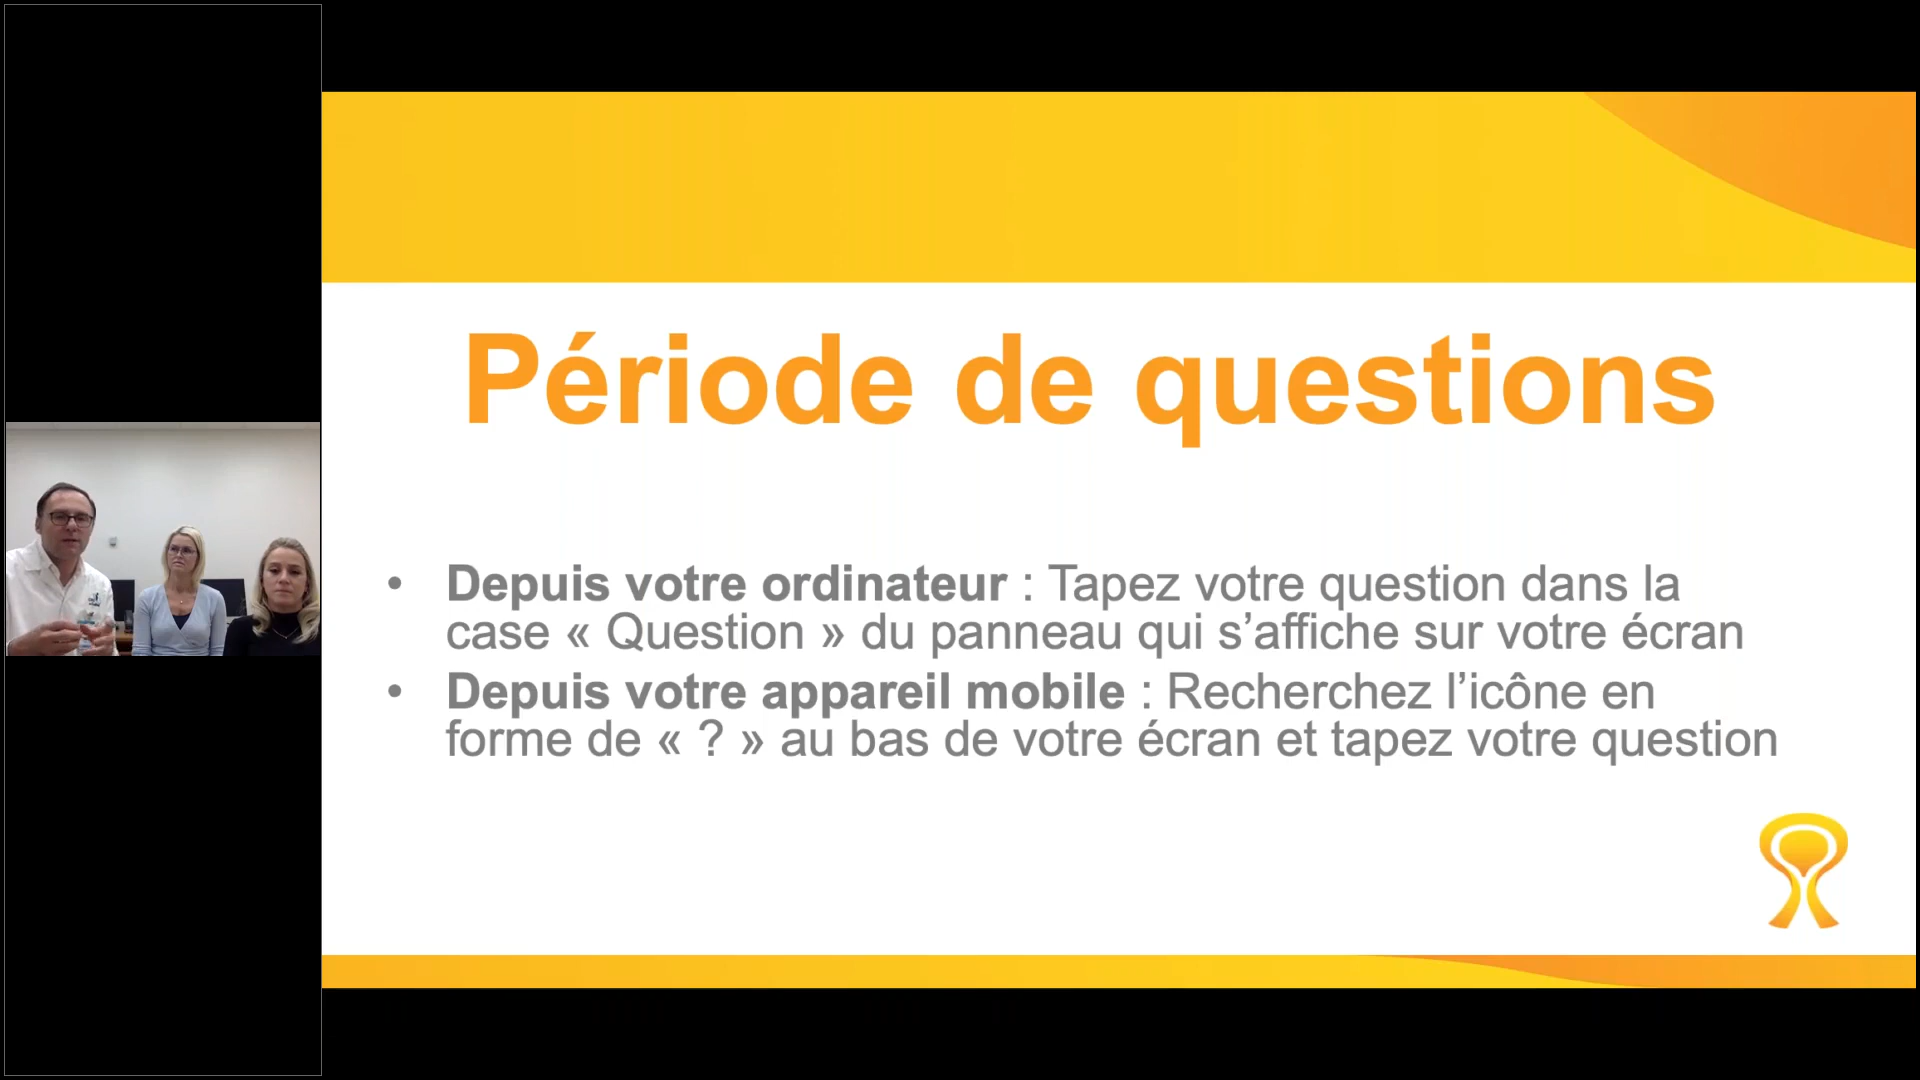 Période de questions
• Depuis votre ordinateur : Tapez votre question dans la
case « Question » du panneau qui s’affiche sur votre écran
• Depuis votre appareil mobile : Recherchez l’icône en
forme de « ? » au bas de votre écran et tapez votre question